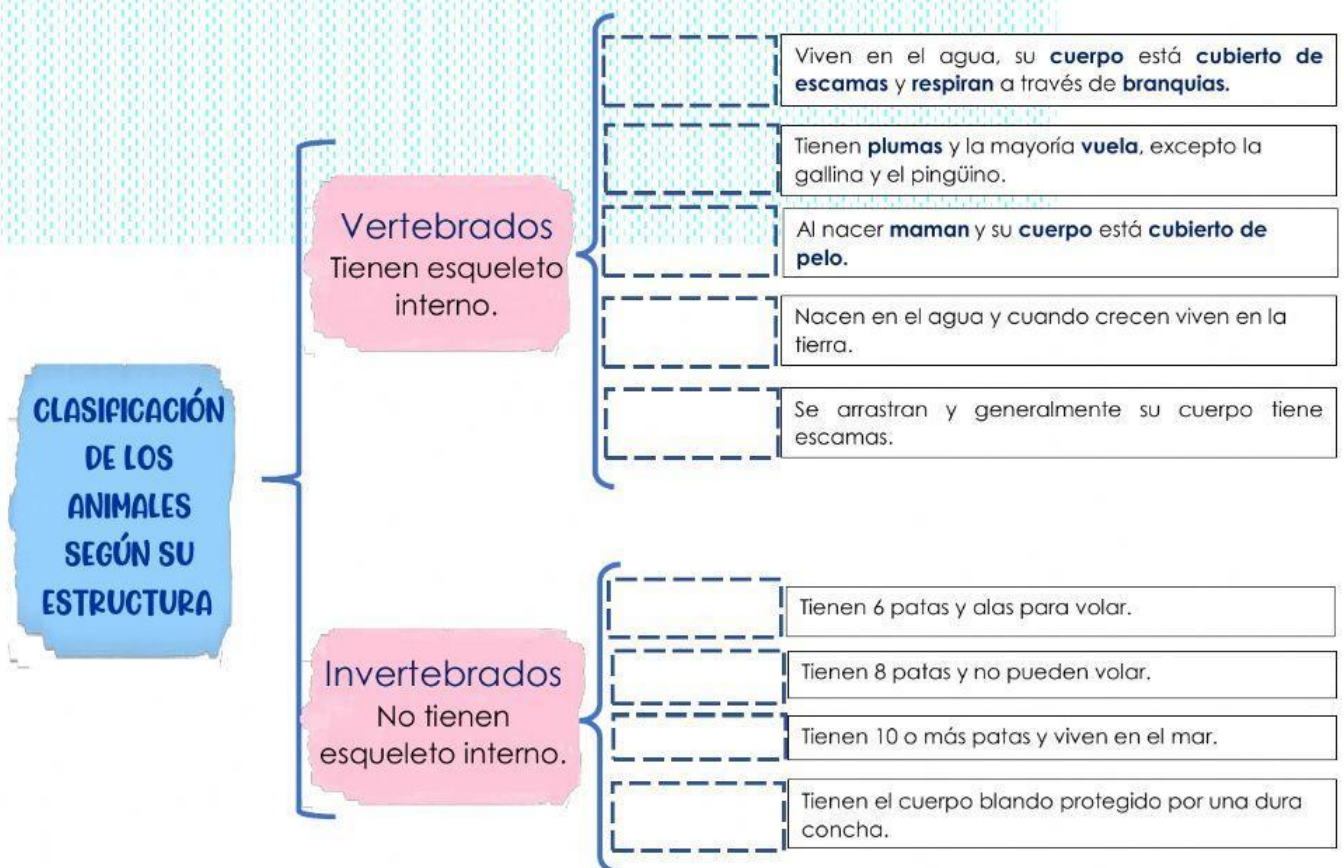 CLASIFICACIÓN
DE LOS
ANIMALES
SEGÚN SU
ESTRUCTURA
Vertebrados
Tienen esqueleto
interno.
Viven en el agua, su cuerpo está cubierto de
escamas y respiran a través de branquias.
Tienen plumas y la mayoría vuela, excepto la
gallina y el pingüino.
Al nacer maman y su cuerpo está cubierto de
pelo.
Nacen en el agua y cuando crecen viven en la
tierra.
Se arrastran y generalmente su cuerpo tiene
escamas.
Invertebrados
No tienen
esqueleto interno.
Tienen 6 patas y alas para volar.
Tienen 8 patas y no pueden volar.
Tienen 10 o más patas y viven en el mar.
Tienen el cuerpo blando protegido por una dura
concha.